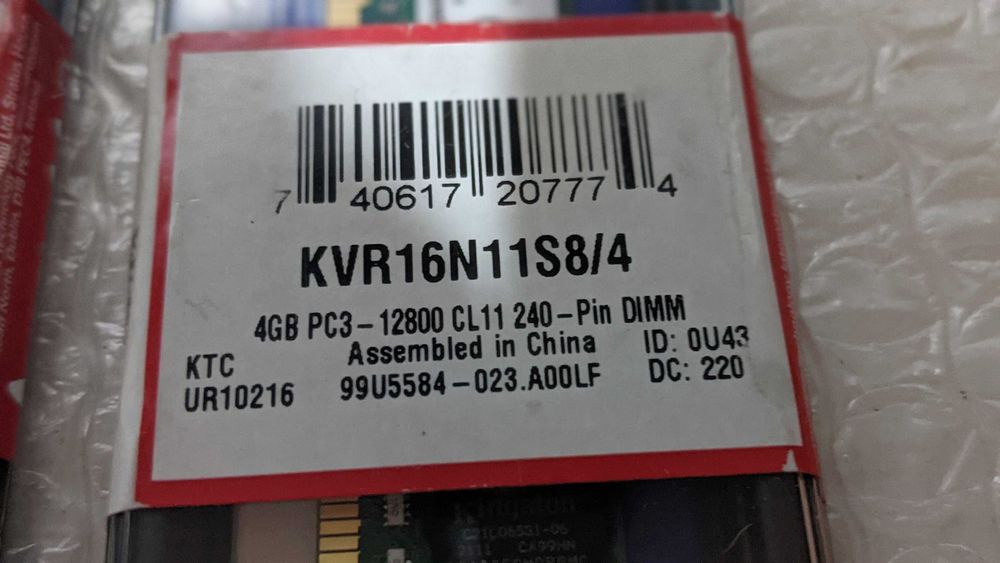 7 40617 20777 4
KVR16N11S8/4
4GB PC3-12800 CL11 240-Pin DIMM
KTC Assembled in China ID: 0U43
UR10216 99U5584-023.A00LF DC: 220
Kingston